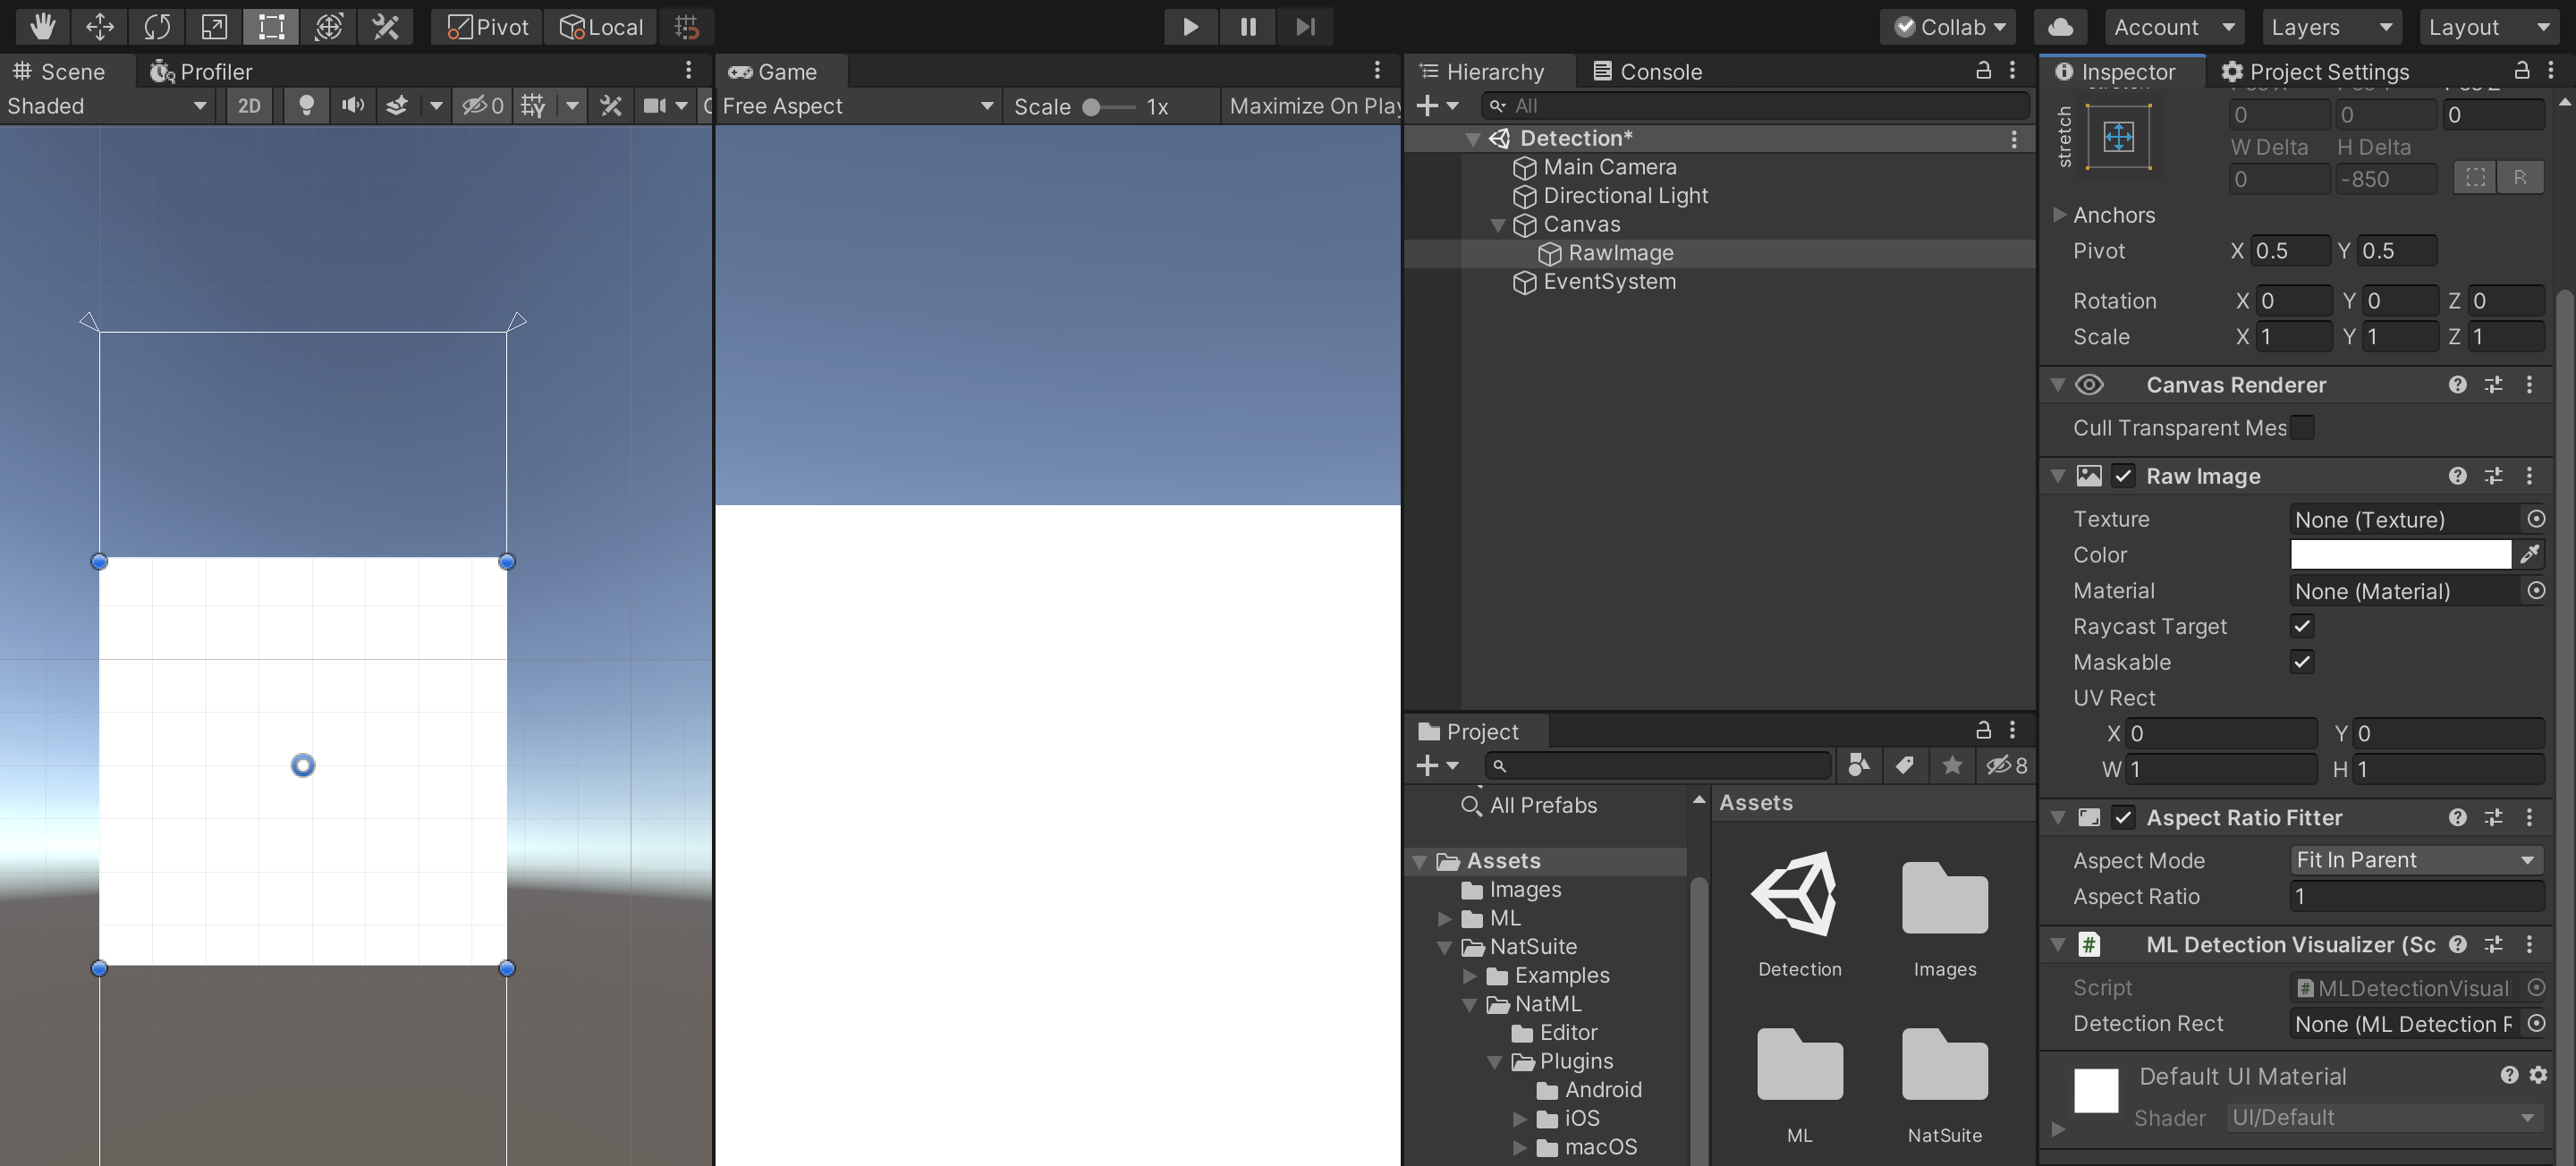 Pivot
Local
Collab
Account
Layers
Layout
Scene
Profiler
Shaded
2D
0
Game
Free Aspect
Scale
1x
Maximize On Play
Hierarchy
Console
All
Detection*
Main Camera
Directional Light
Canvas
RawImage
EventSystem
Project
8
All Prefabs
Assets
Images
ML
NatSuite
Examples
NatML
Editor
Plugins
Android
iOS
macOS
Assets
Detection
Images
ML
NatSuite
Inspector
Project Settings
stretch
stretch
0 0 0
W Delta H Delta
0 -850 R
Anchors
Pivot X 0.5 Y 0.5
Rotation X 0 Y 0 Z 0
Scale X 1 Y 1 Z 1
Canvas Renderer
Cull Transparent Mes
Raw Image
Texture None (Texture)
Color
Material None (Material)
Raycast Target
Maskable
UV Rect
X 0 Y 0
W 1 H 1
Aspect Ratio Fitter
Aspect Mode Fit In Parent
Aspect Ratio 1
ML Detection Visualizer (Sc
Script MLDetectionVisual
Detection Rect None (ML Detection R
Default UI Material
Shader UI/Default